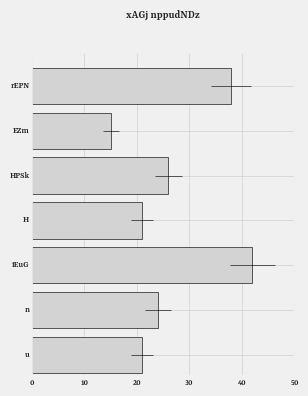 xAGj nppudNDz
rEPN
EZm
HPSk
H
fEuG
n
u
0 10 20 30 40 50